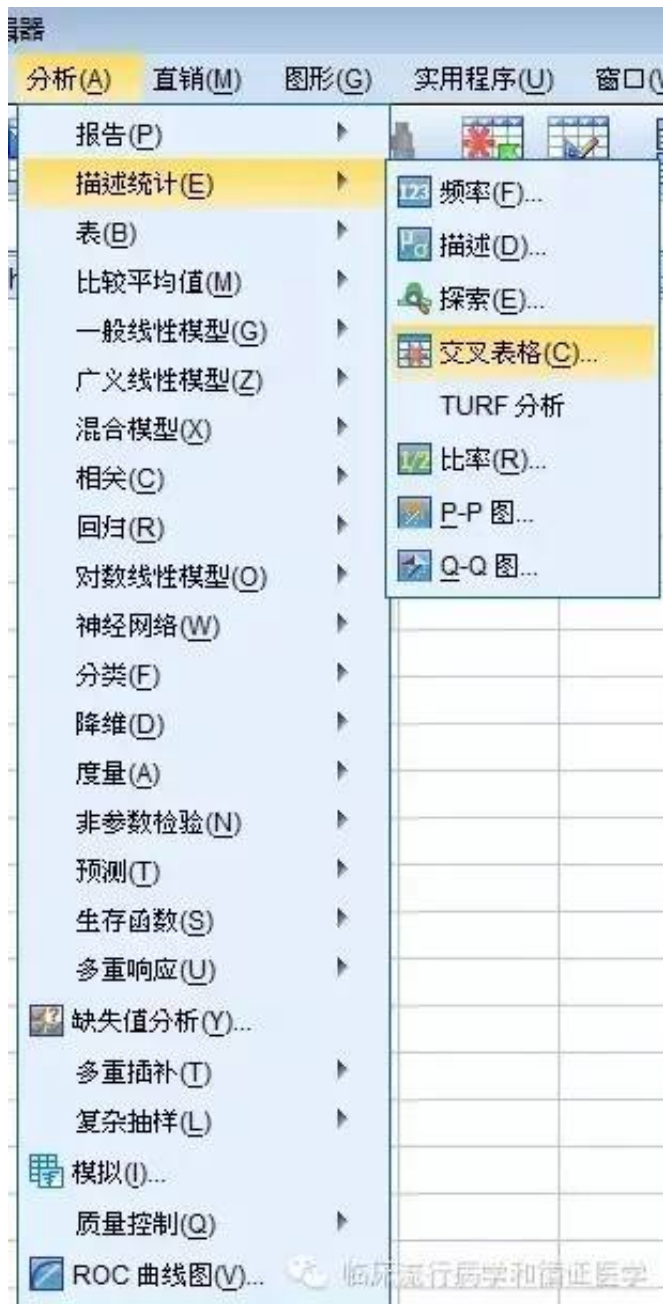 辑器
分析(A) 直销(M) 图形(G) 实用程序(U) 窗口(
报告(P)
描述统计(E)
表(B)
比较平均值(M)
一般线性模型(G)
广义线性模型(Z)
混合模型(X)
相关(C)
回归(R)
对数线性模型(O)
神经网络(W)
分类(F)
降维(D)
度量(A)
非参数检验(N)
预测(T)
生存函数(S)
多重响应(U)
缺失值分析(Y)...
多重插补(T)
复杂抽样(L)
模拟(I)...
质量控制(Q)
ROC 曲线图(V)...
频率(F)...
描述(D)...
探索(E)...
交叉表格(C)...
TURF 分析
比率(R)...
P-P 图...
Q-Q 图...
临床流行病学和循证医学